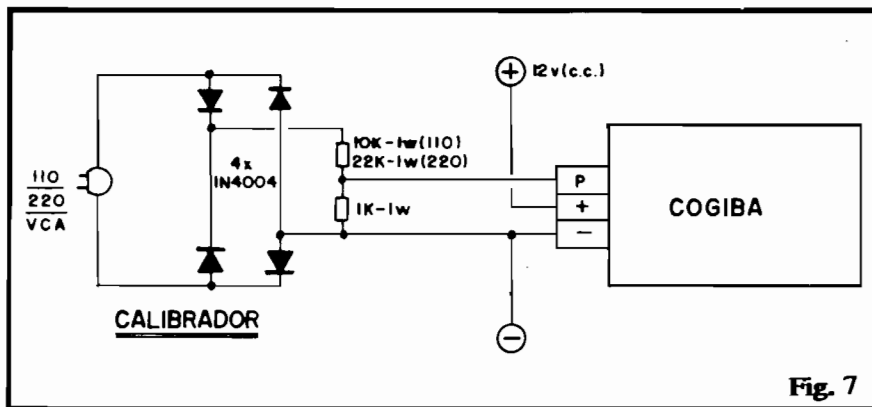 12v(c.c.)
10K-1w(110)
22K-1w(220)
4x
1N4004
110
220
VCA
1K-1w
P
+
-
COGIBA
CALIBRADOR
Fig. 7